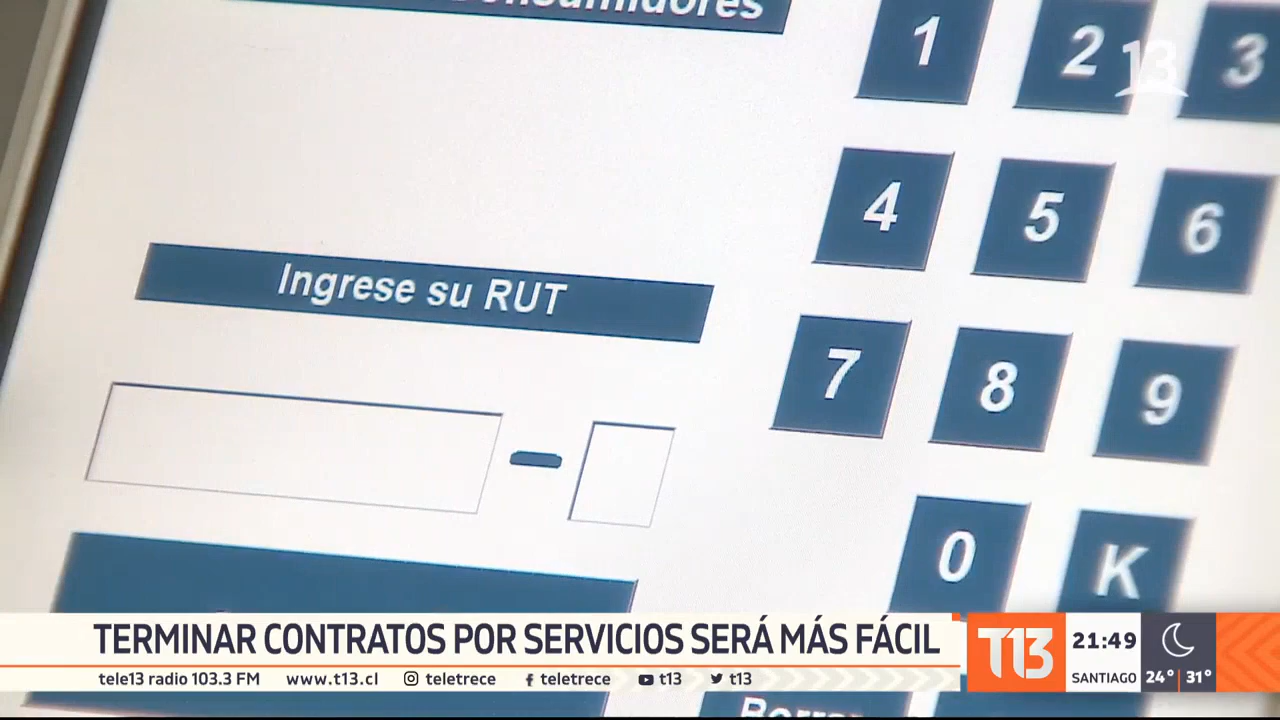 Consumidores
1 2 3
13
4 5 6
Ingrese su RUT
7 8 9
-
0 K
TERMINAR CONTRATOS POR SERVICIOS SERÁ MÁS FÁCIL
T13
21:49
SANTIAGO 24° 31°
tele13 radio 103.3 FM www.t13.cl teletrece teletrece t13 t13